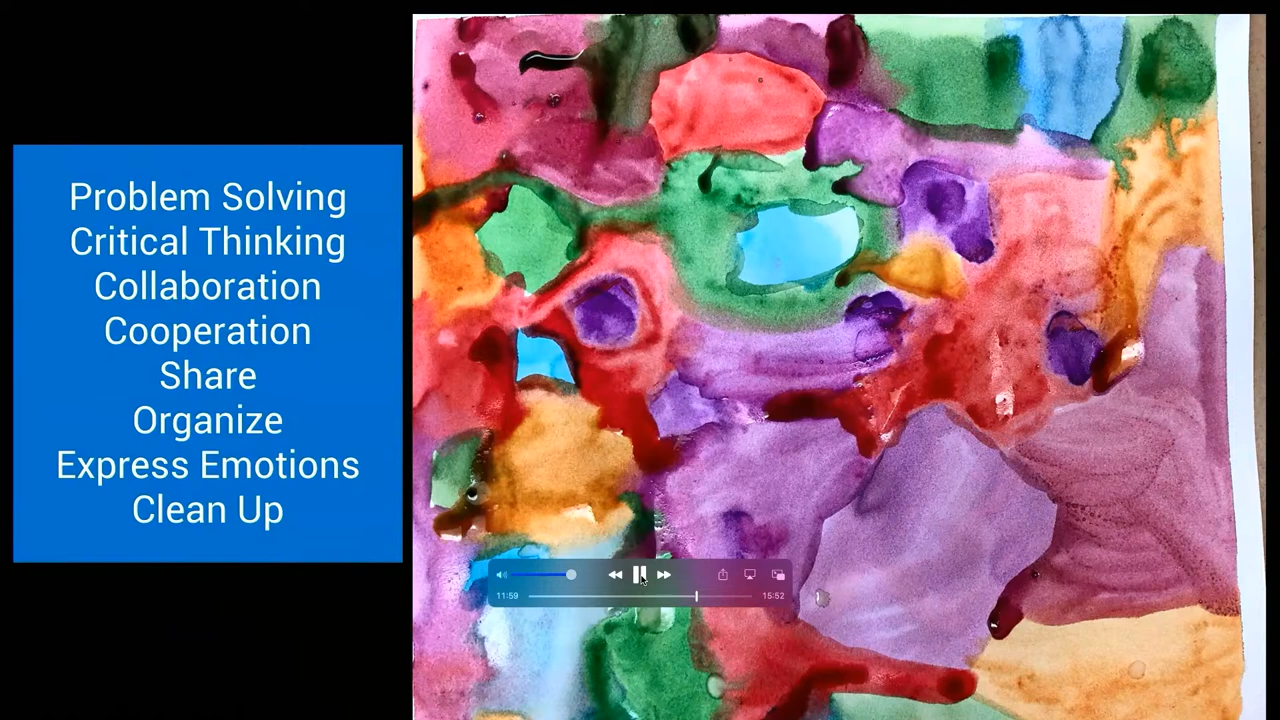 Problem Solving
Critical Thinking
Collaboration
Cooperation
Share
Organize
Express Emotions
Clean Up
11:59
15:52